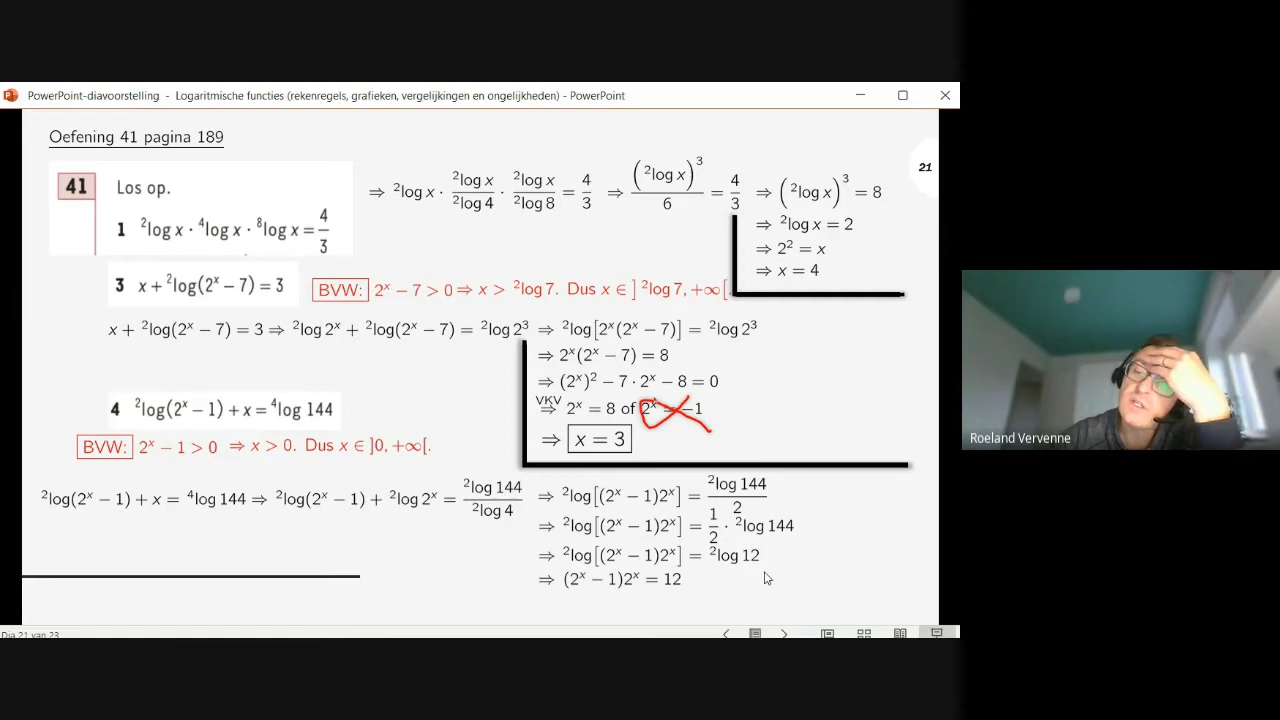 PowerPoint-diavoorstelling - Logaritmische functies (rekenregels, grafieken, vergelijkingen en ongelijkheden) - PowerPoint
Oefening 41 pagina 189
21
41 Los op.
1 ²log x · ⁴log x · ⁸log x = 4/3
⇒ ²log x · ²log x/²log 4 · ²log x/²log 8 = 4/3 ⇒ (²log x)³/6 = 4/3 ⇒ (²log x)³ = 8
⇒ ²log x = 2
⇒ 2² = x
⇒ x = 4
3 x + ²log(2ˣ − 7) = 3
BVW: 2ˣ − 7 > 0 ⇒ x > ²log 7. Dus x ∈ ] ²log 7, +∞[.
x + ²log(2ˣ − 7) = 3 ⇒ ²log 2ˣ + ²log(2ˣ − 7) = ²log 2³ ⇒ ²log[2ˣ(2ˣ − 7)] = ²log 2³
⇒ 2ˣ(2ˣ − 7) = 8
⇒ (2ˣ)² − 7 · 2ˣ − 8 = 0
VKV
⇒ 2ˣ = 8 of 2ˣ = −1
⇒ x = 3
4 ²log(2ˣ − 1) + x = ⁴log 144
BVW: 2ˣ − 1 > 0 ⇒ x > 0. Dus x ∈ ]0, +∞[.
²log(2ˣ − 1) + x = ⁴log 144 ⇒ ²log(2ˣ − 1) + ²log 2ˣ = ²log 144/²log 4 ⇒ ²log[(2ˣ − 1)2ˣ] = ²log 144/2
⇒ ²log[(2ˣ − 1)2ˣ] = 1/2 · ²log 144
⇒ ²log[(2ˣ − 1)2ˣ] = ²log 12
⇒ (2ˣ − 1)2ˣ = 12
Dia 21 van 23
Roeland Vervenne